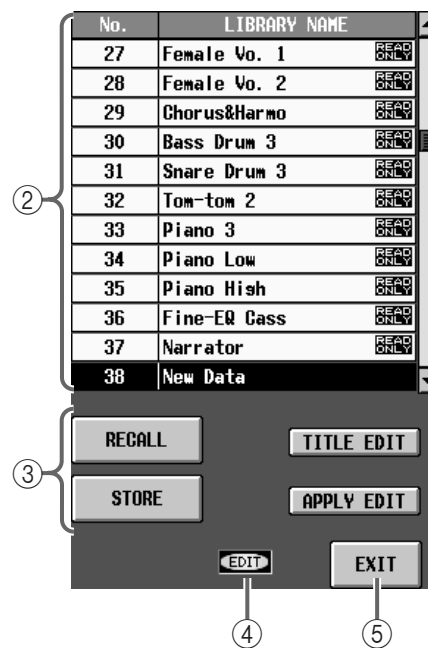 No. LIBRARY NAME
27 Female Vo. 1 READ ONLY
28 Female Vo. 2 READ ONLY
29 Chorus&Harmo READ ONLY
30 Bass Drum 3 READ ONLY
31 Snare Drum 3 READ ONLY
32 Tom-tom 2 READ ONLY
33 Piano 3 READ ONLY
34 Piano Low READ ONLY
35 Piano High READ ONLY
36 Fine-EQ Cass READ ONLY
37 Narrator READ ONLY
38 New Data
②
RECALL TITLE EDIT
③
STORE APPLY EDIT
EDIT EXIT
④ ⑤